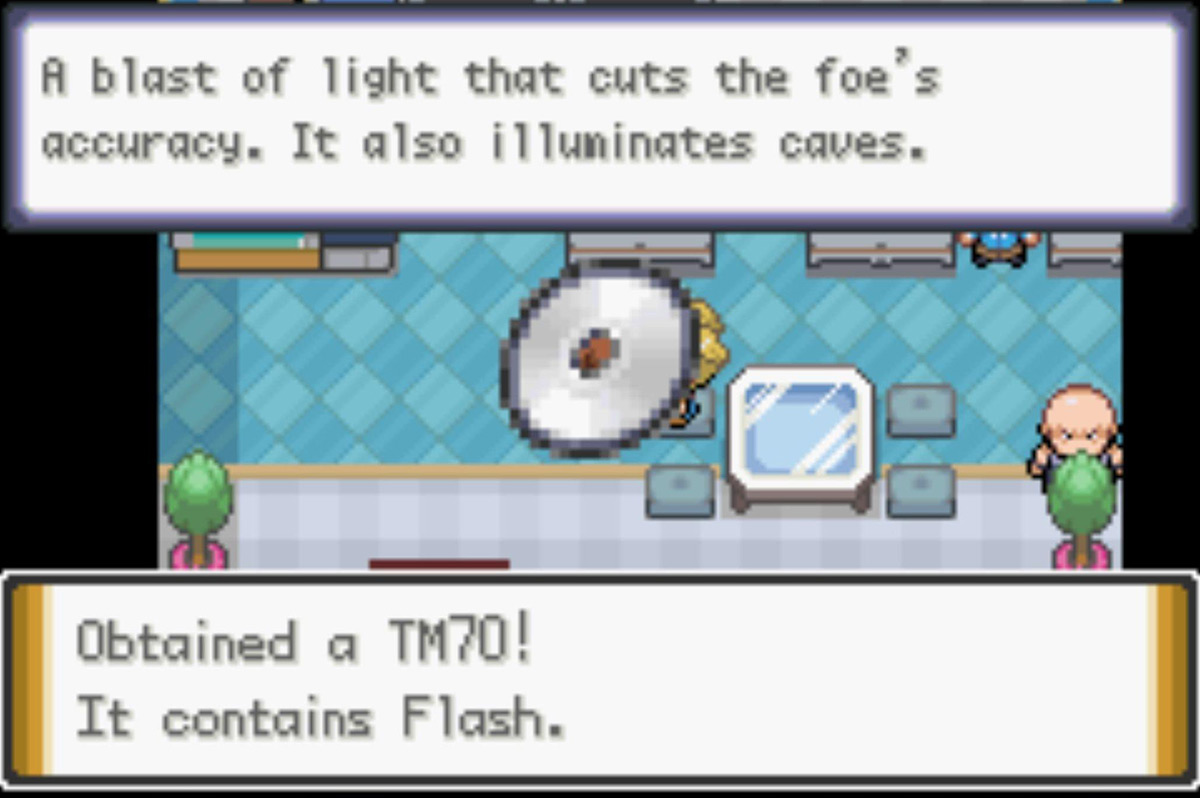 A blast of light that cuts the foe's
accuracy. It also illuminates caves.
Obtained a TM70!
It contains Flash.